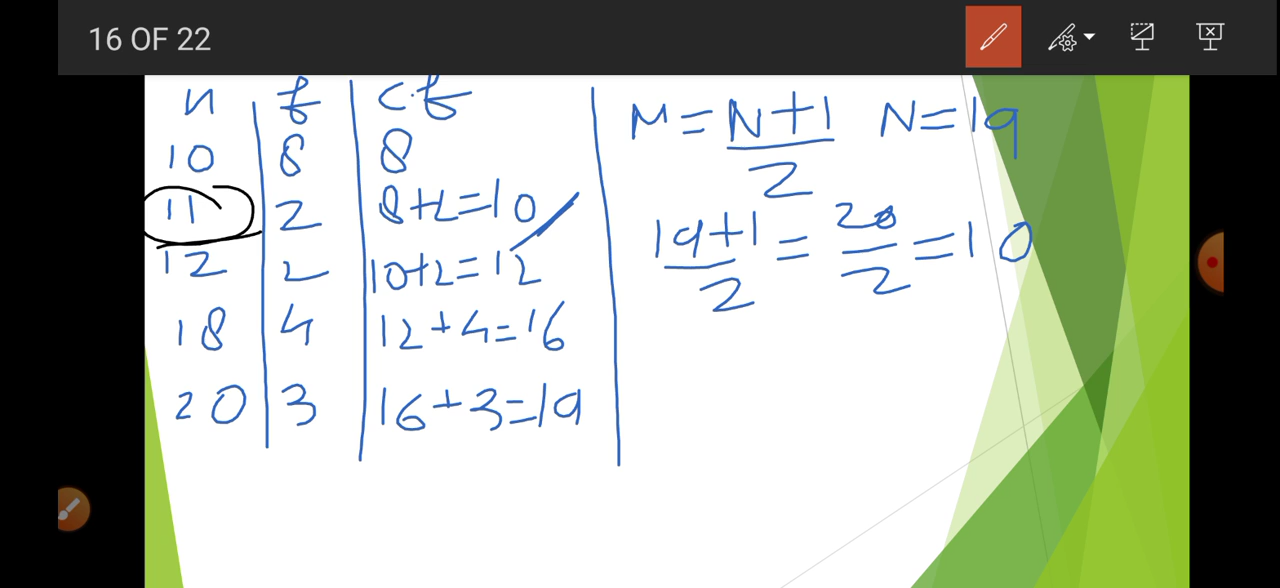 16 OF 22
x f c.f
10 8 8
11 2 8+2=10
12 2 10+2=12
18 4 12+4=16
20 3 16+3=19
M = N+1/2 N=19
19+1/2 = 20/2 = 10